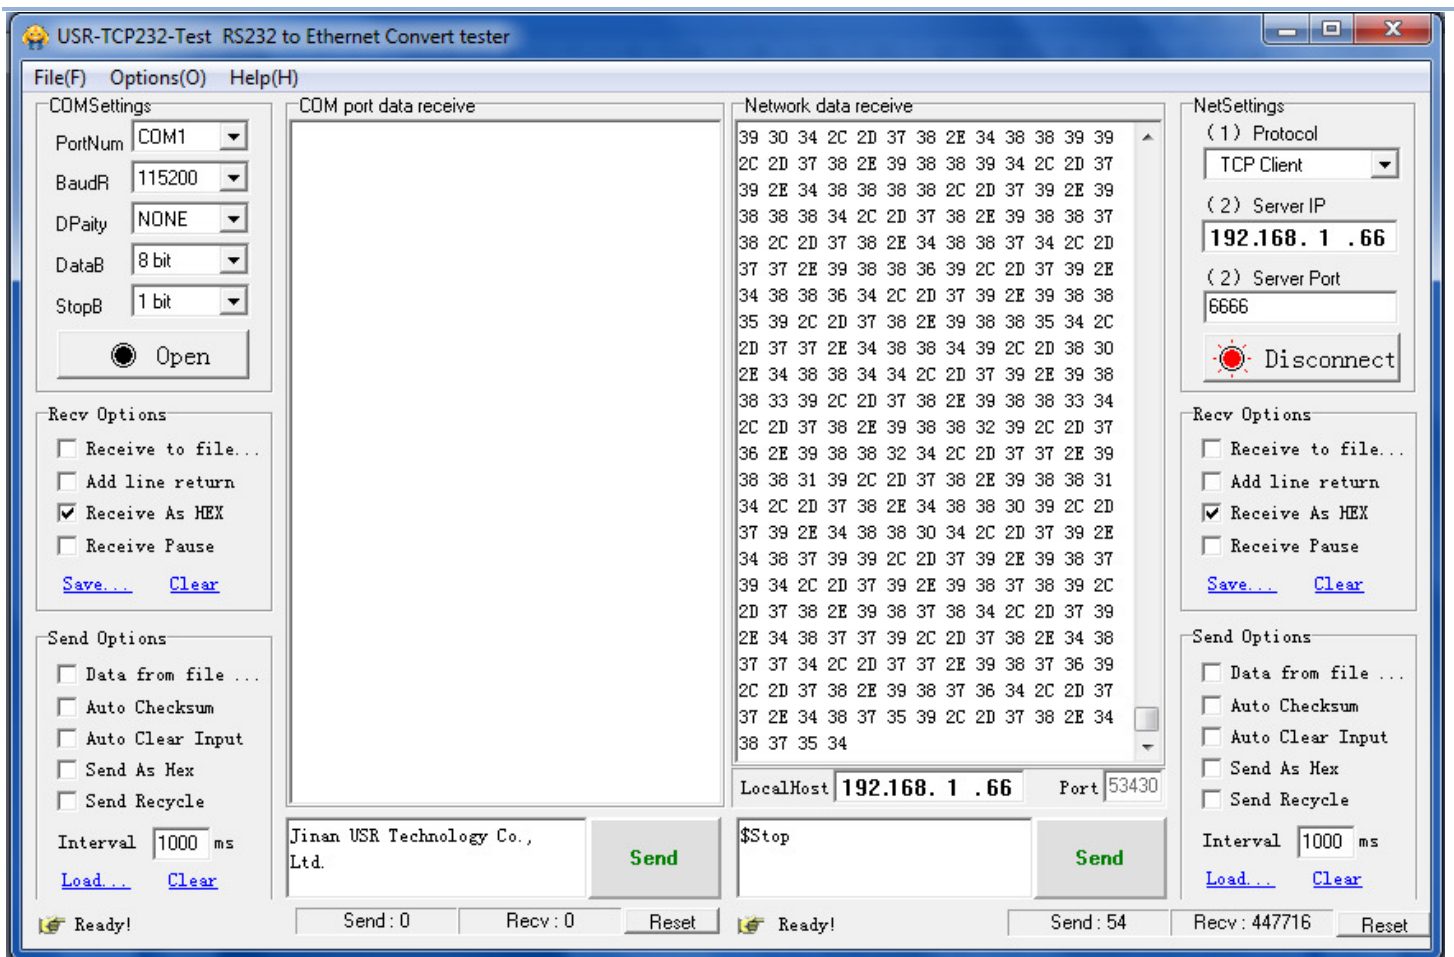 USR-TCP232-Test RS232 to Ethernet Convert tester
File(F) Options(O) Help(H)
COMSettings
PortNum COM1
BaudR 115200
DPaity NONE
DataB 8 bit
StopB 1 bit
Open
Recv Options
Receive to file...
Add line return
Receive As HEX
Receive Pause
Save... Clear
Send Options
Data from file ...
Auto Checksum
Auto Clear Input
Send As Hex
Send Recycle
Interval 1000 ms
Load... Clear
Ready!
COM port data receive
Jinan USR Technology Co.,
Ltd.
Send
Send : 0 Recv : 0 Reset
Network data receive
39 30 34 2C 2D 37 38 2E 34 38 38 39 39
2C 2D 37 38 2E 39 38 38 39 34 2C 2D 37
39 2E 34 38 38 38 38 2C 2D 37 39 2E 39
38 38 38 34 2C 2D 37 38 2E 39 38 38 37
38 2C 2D 37 38 2E 34 38 38 37 34 2C 2D
37 37 2E 39 38 38 36 39 2C 2D 37 39 2E
34 38 38 36 34 2C 2D 37 39 2E 39 38 38
35 39 2C 2D 37 38 2E 39 38 38 35 34 2C
2D 37 37 2E 34 38 38 34 39 2C 2D 38 30
2E 34 38 38 34 34 2C 2D 37 39 2E 39 38
38 33 39 2C 2D 37 38 2E 39 38 38 33 34
2C 2D 37 38 2E 39 38 38 32 39 2C 2D 37
36 2E 39 38 38 32 34 2C 2D 37 37 2E 39
38 38 31 39 2C 2D 37 38 2E 39 38 38 31
34 2C 2D 37 38 2E 34 38 38 30 39 2C 2D
37 39 2E 34 38 38 30 34 2C 2D 37 39 2E
34 38 37 39 39 2C 2D 37 39 2E 39 38 37
39 34 2C 2D 37 39 2E 39 38 37 38 39 2C
2D 37 38 2E 39 38 37 38 34 2C 2D 37 39
2E 34 38 37 37 39 2C 2D 37 38 2E 34 38
37 37 34 2C 2D 37 37 2E 39 38 37 36 39
2C 2D 37 38 2E 39 38 37 36 34 2C 2D 37
37 2E 34 38 37 35 39 2C 2D 37 38 2E 34
38 37 35 34
LocalHost 192.168. 1 .66 Port 53430
$Stop
Send
Ready! Send : 54 Recv : 447716 Reset
NetSettings
(1) Protocol
TCP Client
(2) Server IP
192.168. 1 .66
(2) Server Port
6666
Disconnect
Recv Options
Receive to file...
Add line return
Receive As HEX
Receive Pause
Save... Clear
Send Options
Data from file ...
Auto Checksum
Auto Clear Input
Send As Hex
Send Recycle
Interval 1000 ms
Load... Clear